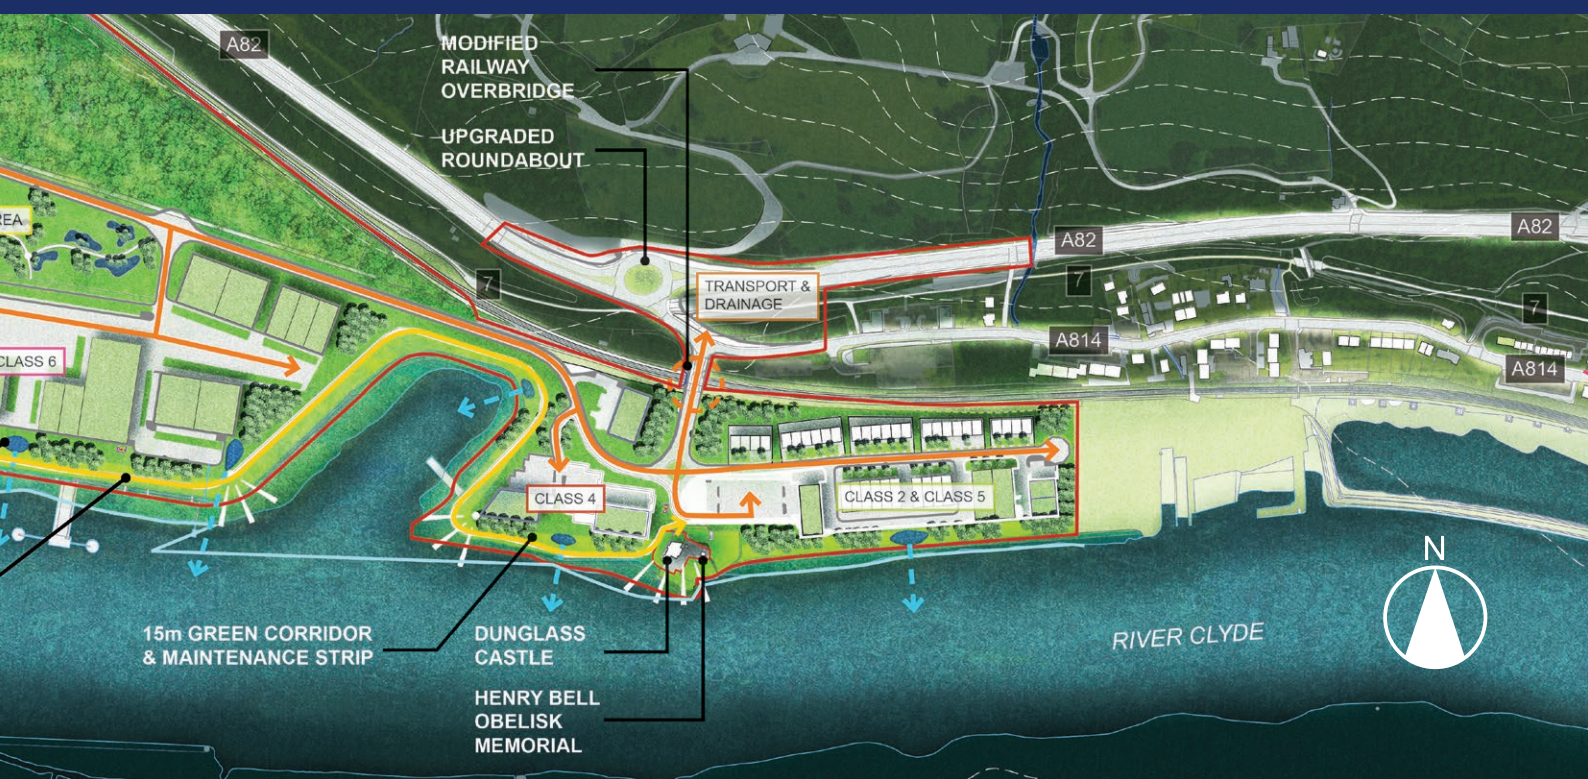 A82
MODIFIED
RAILWAY
OVERBRIDGE
UPGRADED
ROUNDABOUT
REA
A82
A82
7
7
7
TRANSPORT &
DRAINAGE
A814
A814
CLASS 6
CLASS 4
CLASS 2 & CLASS 5
N
15m GREEN CORRIDOR
& MAINTENANCE STRIP
DUNGLASS
CASTLE
HENRY BELL
OBELISK
MEMORIAL
RIVER CLYDE